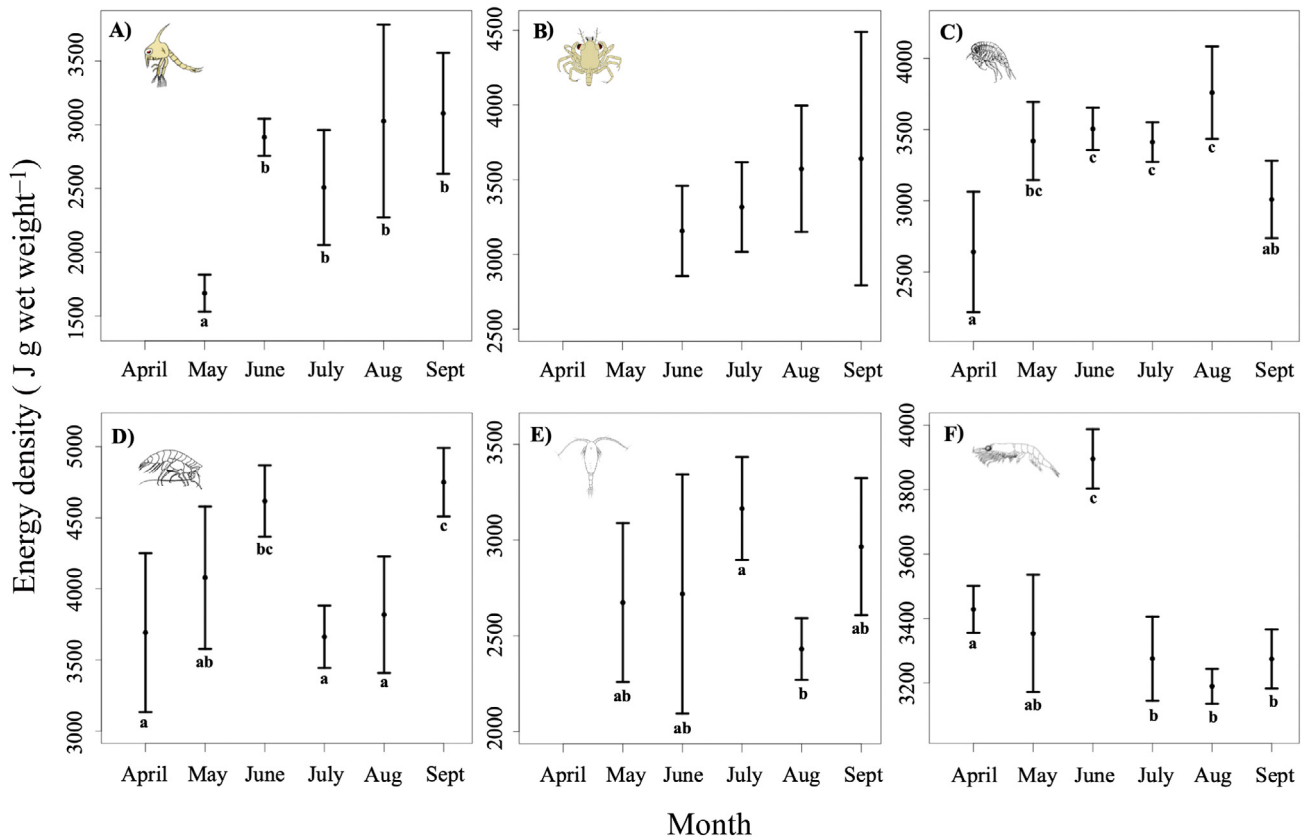 Energy density ( J g wet weight⁻¹)
A)
3500
3000
2500
2000
1500
a
b
b
b
b
April May June July Aug Sept
B)
4500
4000
3500
3000
2500
April May June July Aug Sept
C)
4000
3500
3000
2500
a
bc
c
c
c
ab
April May June July Aug Sept
D)
5000
4500
4000
3500
3000
a
ab
bc
a
a
c
April May June July Aug Sept
E)
3500
3000
2500
2000
ab
ab
a
b
ab
April May June July Aug Sept
F)
4000
3800
3600
3400
3200
a
ab
c
b
b
b
April May June July Aug Sept
Month